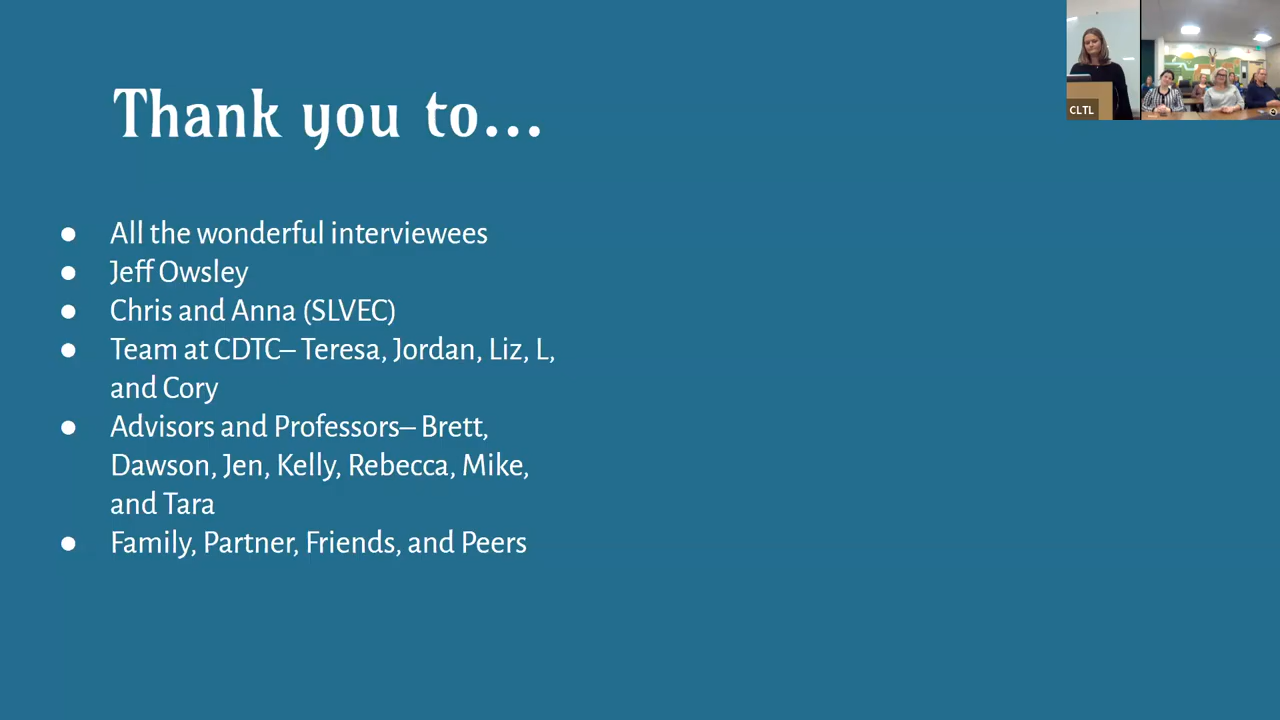 Thank you to...
● All the wonderful interviewees
● Jeff Owsley
● Chris and Anna (SLVEC)
● Team at CDTC– Teresa, Jordan, Liz, L,
and Cory
● Advisors and Professors– Brett,
Dawson, Jen, Kelly, Rebecca, Mike,
and Tara
● Family, Partner, Friends, and Peers
CLTL